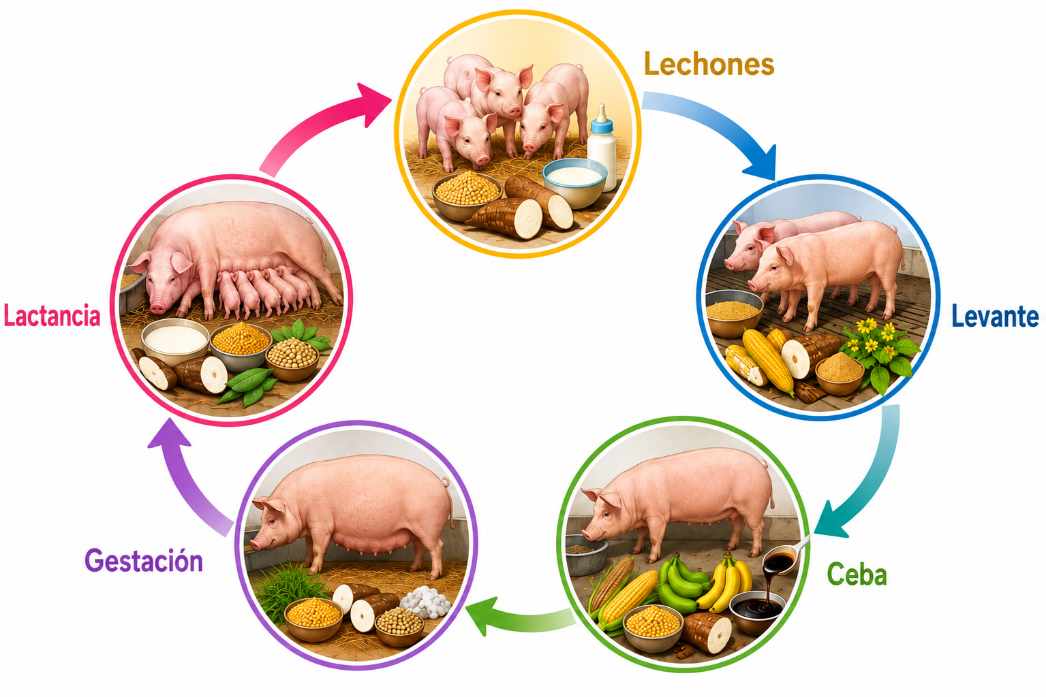 Lechones
Levante
Ceba
Gestación
Lactancia